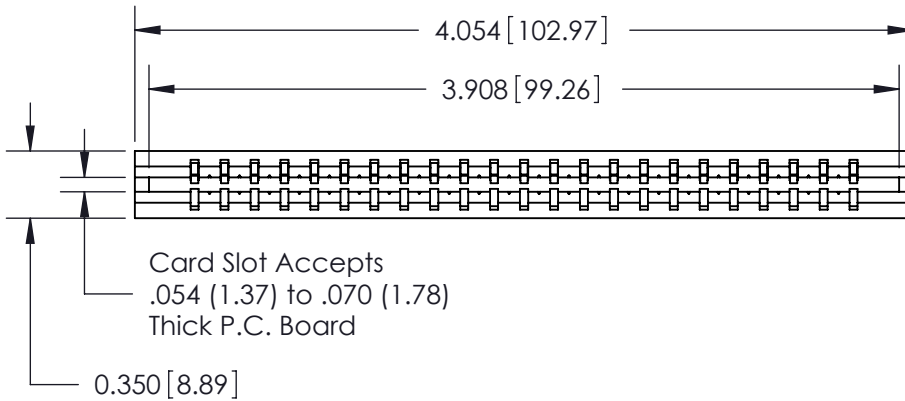 4.054 [102.97]
3.908 [99.26]
Card Slot Accepts
.054 (1.37) to .070 (1.78)
Thick P.C. Board
0.350 [8.89]